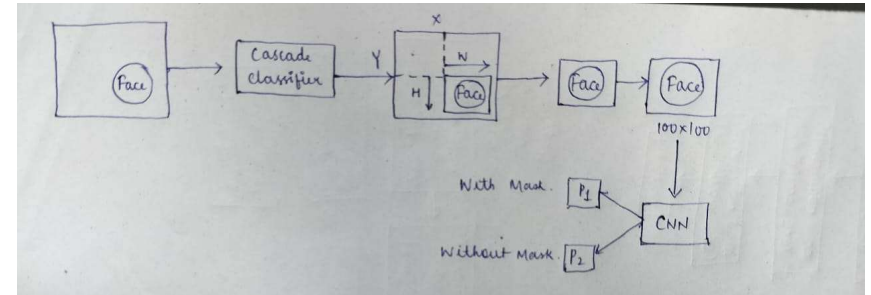 Face
Cascade
Classifier
Y
X
W
H
Face
Face
Face
100x100
With Mask.
P1
CNN
Without Mask.
P2